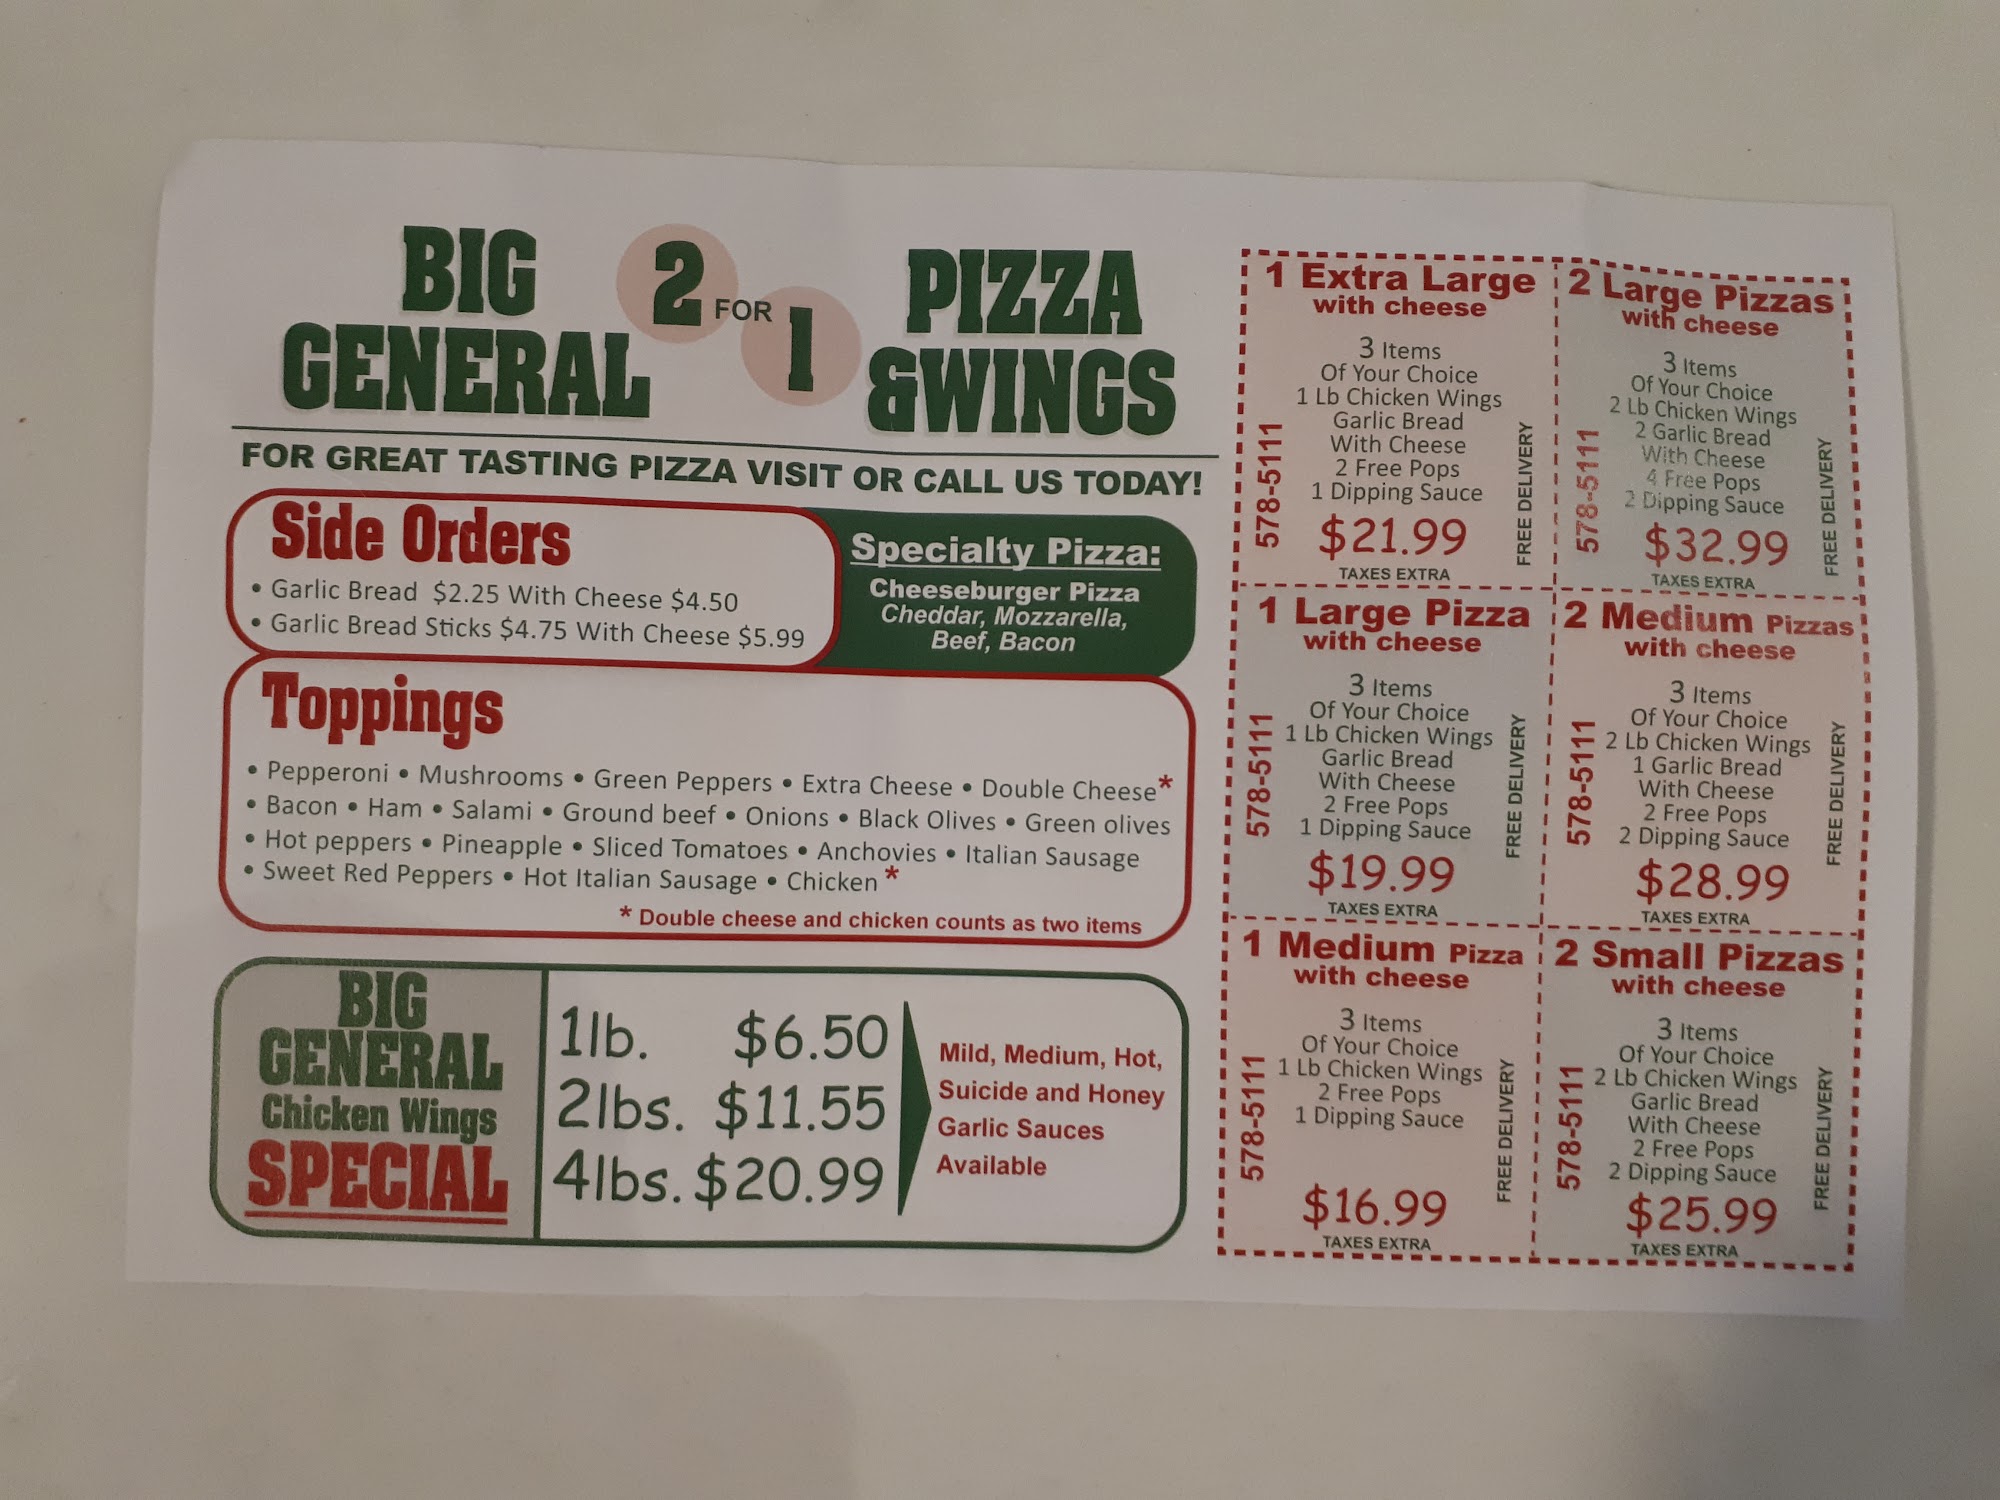 BIG
GENERAL
2 FOR 1
PIZZA
&WINGS
FOR GREAT TASTING PIZZA VISIT OR CALL US TODAY!
Side Orders
• Garlic Bread $2.25 With Cheese $4.50
• Garlic Bread Sticks $4.75 With Cheese $5.99
Specialty Pizza:
Cheeseburger Pizza
Cheddar, Mozzarella,
Beef, Bacon
Toppings
• Pepperoni • Mushrooms • Green Peppers • Extra Cheese • Double Cheese*
• Bacon • Ham • Salami • Ground beef • Onions • Black Olives • Green olives
• Hot peppers • Pineapple • Sliced Tomatoes • Anchovies • Italian Sausage
• Sweet Red Peppers • Hot Italian Sausage • Chicken *
* Double cheese and chicken counts as two items
BIG
GENERAL
Chicken Wings
SPECIAL
1lb. $6.50
2lbs. $11.55
4lbs. $20.99
Mild, Medium, Hot,
Suicide and Honey
Garlic Sauces
Available
1 Extra Large
with cheese
3 Items
Of Your Choice
1 Lb Chicken Wings
Garlic Bread
With Cheese
2 Free Pops
1 Dipping Sauce
$21.99
TAXES EXTRA
578-5111
FREE DELIVERY
2 Large Pizzas
with cheese
3 Items
Of Your Choice
2 Lb Chicken Wings
2 Garlic Bread
With Cheese
4 Free Pops
2 Dipping Sauce
$32.99
TAXES EXTRA
578-5111
FREE DELIVERY
1 Large Pizza
with cheese
3 Items
Of Your Choice
1 Lb Chicken Wings
Garlic Bread
With Cheese
2 Free Pops
1 Dipping Sauce
$19.99
TAXES EXTRA
578-5111
FREE DELIVERY
2 Medium Pizzas
with cheese
3 Items
Of Your Choice
2 Lb Chicken Wings
1 Garlic Bread
With Cheese
2 Free Pops
2 Dipping Sauce
$28.99
TAXES EXTRA
578-5111
FREE DELIVERY
1 Medium Pizza
with cheese
3 Items
Of Your Choice
1 Lb Chicken Wings
2 Free Pops
1 Dipping Sauce
$16.99
TAXES EXTRA
578-5111
FREE DELIVERY
2 Small Pizzas
with cheese
3 Items
Of Your Choice
2 Lb Chicken Wings
Garlic Bread
With Cheese
2 Free Pops
2 Dipping Sauce
$25.99
TAXES EXTRA
578-5111
FREE DELIVERY